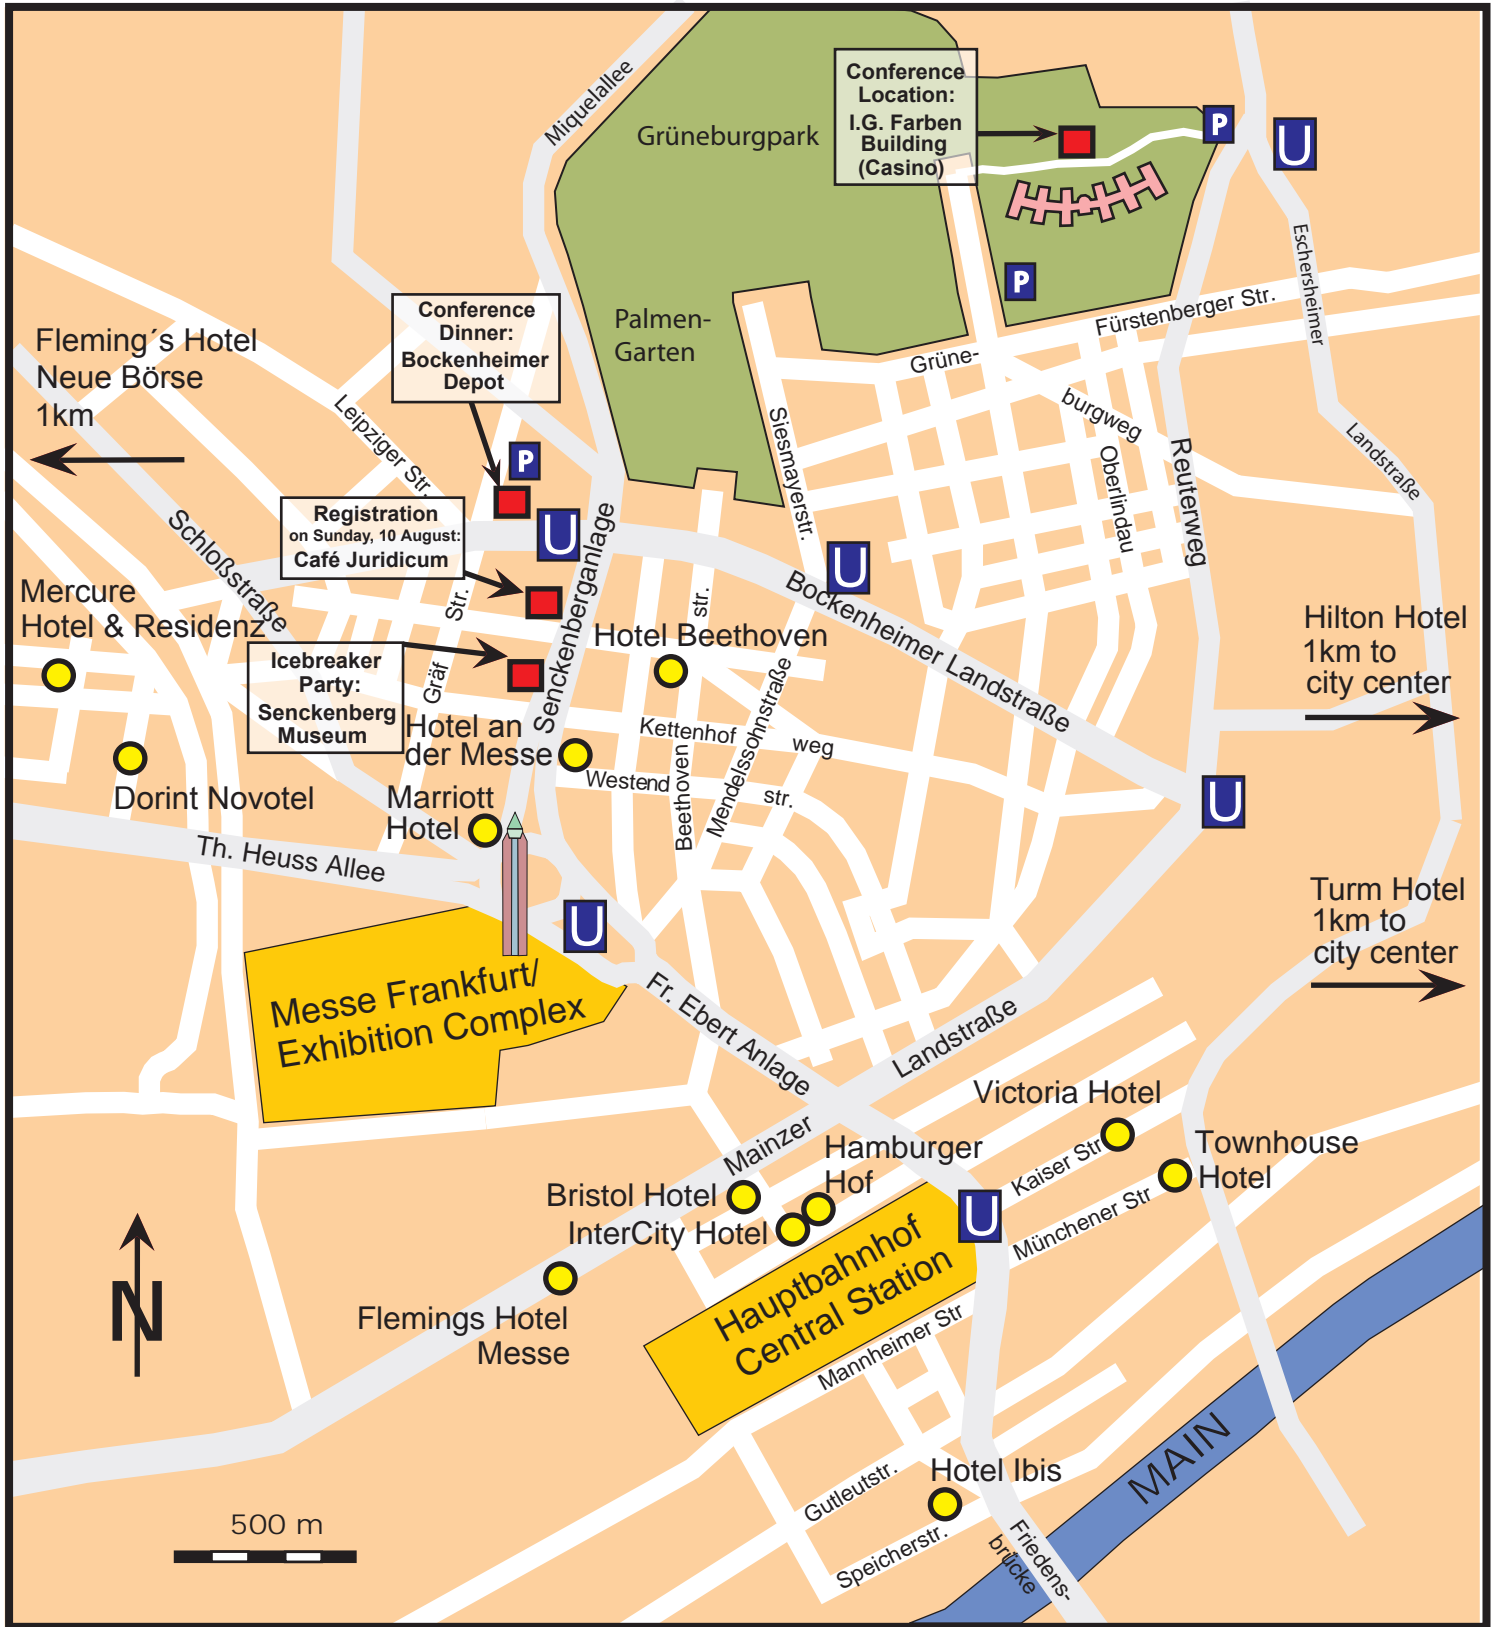 Miquelallee
Grüneburgpark
Conference
Location:
I.G. Farben
Building
(Casino)
P
U
Eschersheimer
Landstraße
P
Fürstenberger Str.
Grüne-
burgweg
Palmen-
Garten
Siesmayerstr.
Oberlindau
Reuterweg
Fleming´s Hotel
Neue Börse
1km
Conference
Dinner:
Bockenheimer
Depot
Leipziger Str.
P
U
Registration
on Sunday, 10 August:
Café Juridicum
Schloßstraße
Senckenberganlage
U
Bockenheimer Landstraße
Mercure
Hotel & Residenz
Gräf
Str.
Icebreaker
Party:
Senckenberg
Museum
Hotel Beethoven
Beethoven
str.
Mendelssohnstraße
Hilton Hotel
1km to
city center
Hotel an
der Messe
Kettenhof
weg
Westend
str.
Dorint Novotel
Marriott
Hotel
U
Th. Heuss Allee
U
Turm Hotel
1km to
city center
Messe Frankfurt/
Exhibition Complex
Fr. Ebert Anlage
Mainzer
Landstraße
Victoria Hotel
Kaiser Str
Townhouse
Hotel
Münchener Str
Hamburger
Hof
Bristol Hotel
InterCity Hotel
U
Hauptbahnhof
Central Station
Mannheimer Str
Flemings Hotel
Messe
N
Hotel Ibis
Gutleutstr.
Speicherstr.
MAIN
Friedens-
brücke
500 m